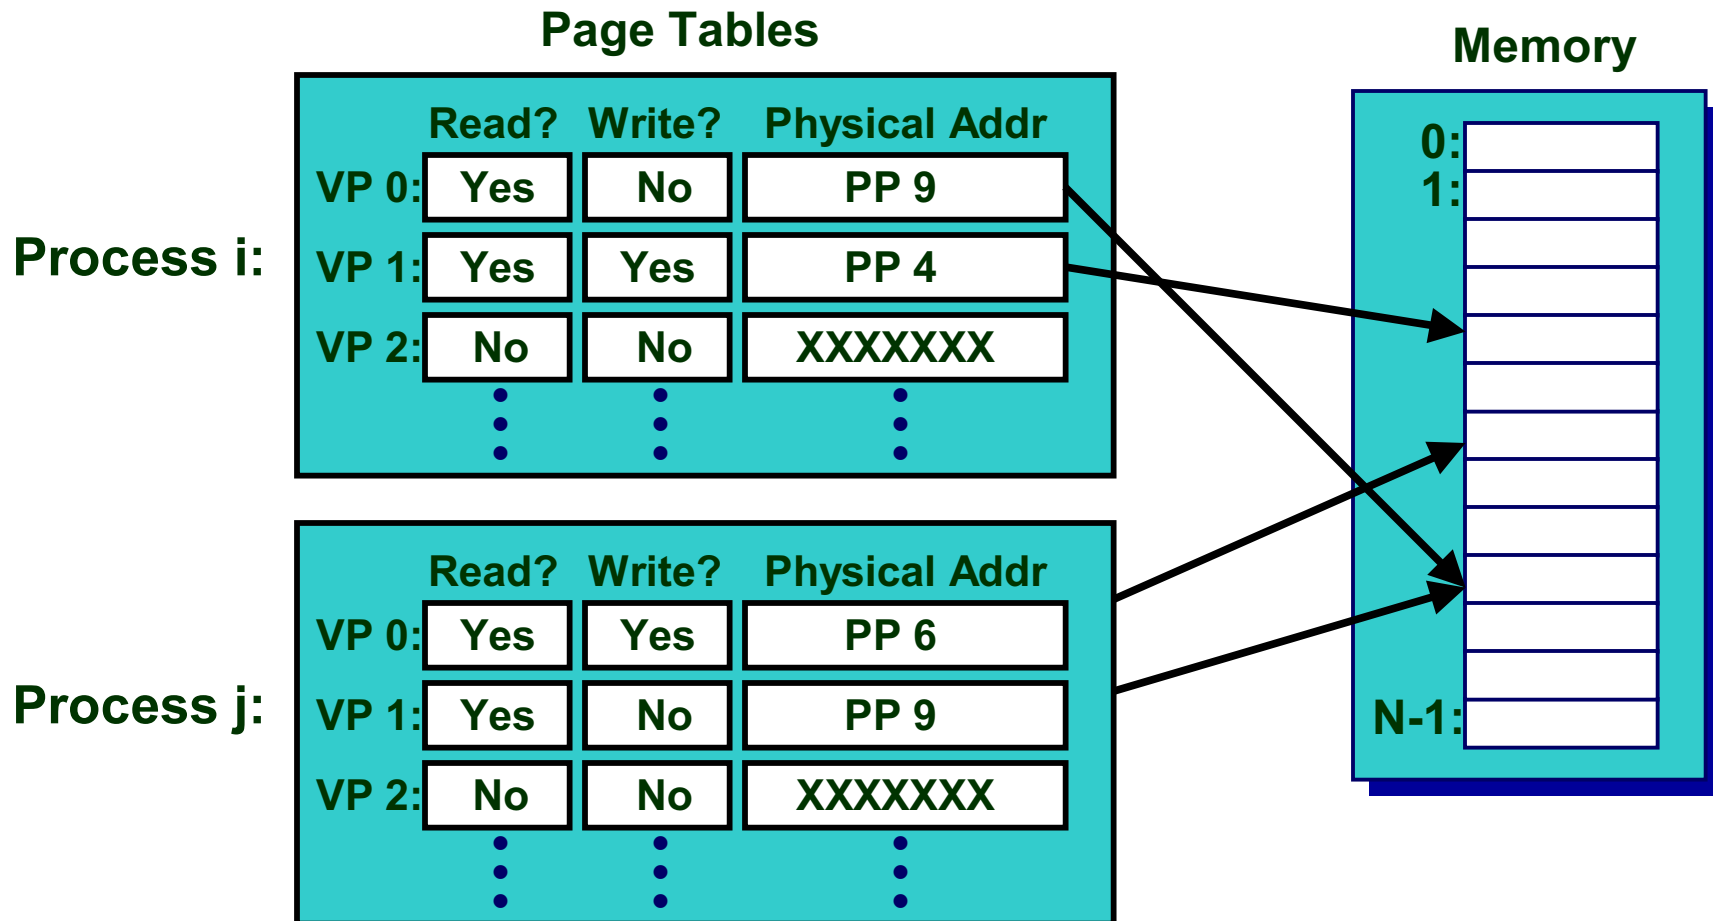 Page Tables
Memory
Process i:
Read? Write? Physical Addr
VP 0: Yes No PP 9
VP 1: Yes Yes PP 4
VP 2: No No XXXXXXX
Process j:
Read? Write? Physical Addr
VP 0: Yes Yes PP 6
VP 1: Yes No PP 9
VP 2: No No XXXXXXX
0:
1:
N-1: